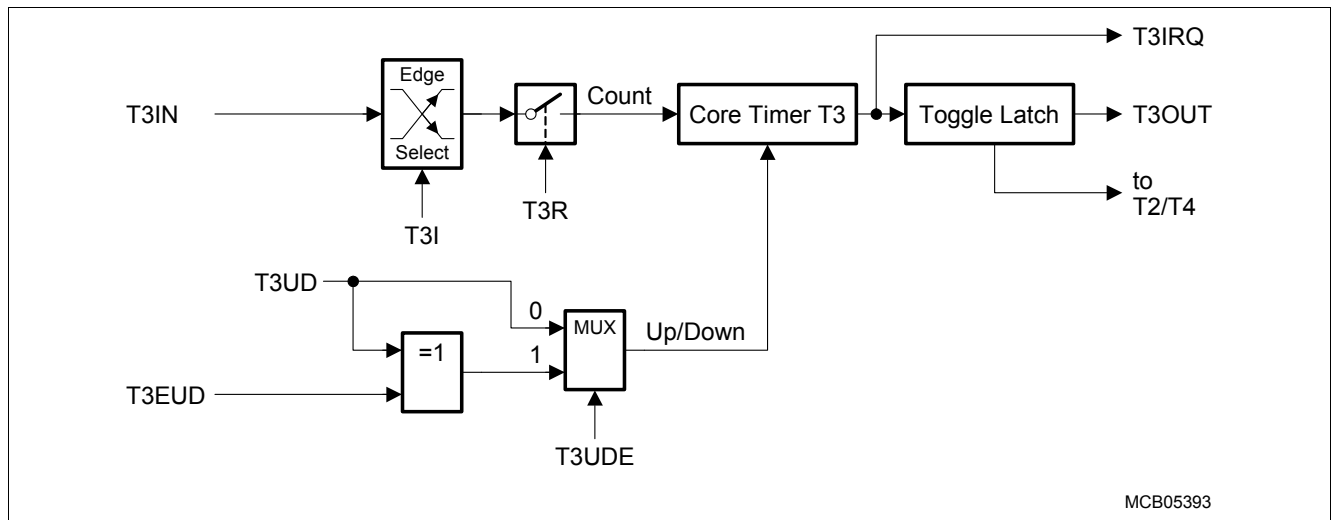 T3IRQ
Edge
Select
T3IN
Count
Core Timer T3
Toggle Latch
T3OUT
to
T2/T4
T3R
T3I
T3UD
0
MUX
Up/Down
=1
1
T3EUD
T3UDE
MCB05393